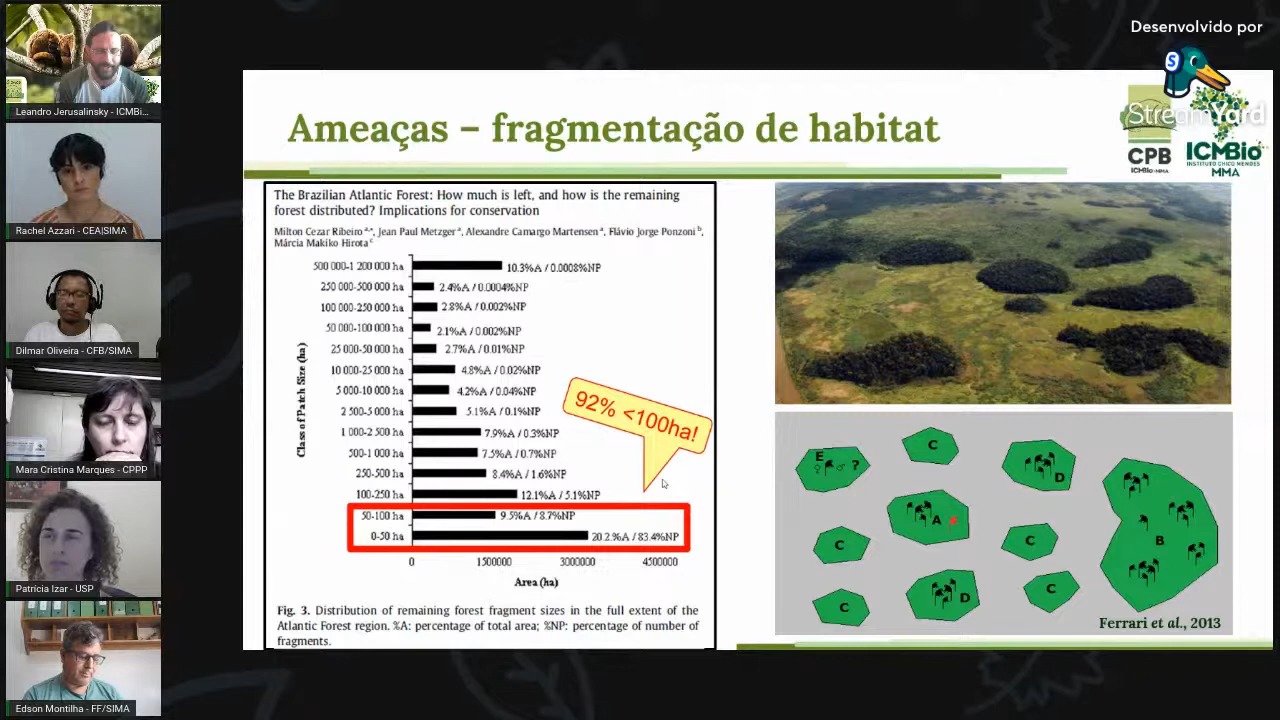 Desenvolvido por
StreamYard
Leandro Jerusalinsky - ICMBi...
Rachel Azzari - CEA|SIMA
Dilmar Oliveira - CFB/SIMA
Mara Cristina Marques - CPPP
Patrícia Izar - USP
Edson Montilha - FF/SIMA
Ameaças – fragmentação de habitat
CPB
ICMBio-MMA
ICMBio
INSTITUTO CHICO MENDES
MMA
The Brazilian Atlantic Forest: How much is left, and how is the remaining
forest distributed? Implications for conservation
Milton Cezar Ribeiro a,*, Jean Paul Metzger a, Alexandre Camargo Martensen a, Flávio Jorge Ponzoni b,
Márcia Makiko Hirota c
Class of Patch Size (ha)
500 000-1 200 000 ha 10.3%A / 0.0008%NP
250 000-500 000 ha 2.4%A / 0.0004%NP
100 000-250 000 ha 2.8%A / 0.002%NP
50 000-100 000 ha 2.1%A / 0.002%NP
25 000-50 000 ha 2.7%A / 0.01%NP
10 000-25 000 ha 4.8%A / 0.02%NP
5 000-10 000 ha 4.2%A / 0.04%NP
2 500-5 000 ha 5.1%A / 0.1%NP
1 000-2 500 ha 7.9%A / 0.3%NP
500-1 000 ha 7.5%A / 0.7%NP
250-500 ha 8.4%A / 1.6%NP
100-250 ha 12.1%A / 5.1%NP
50-100 ha 9.5%A / 8.7%NP
0-50 ha 20.2%A / 83.4%NP
0 1500000 3000000 4500000
Area (ha)
92% <100ha!
Fig. 3. Distribution of remaining forest fragment sizes in the full extent of the
Atlantic Forest region. %A: percentage of total area; %NP: percentage of number of
fragments.
E
♀ ♂ ?
C
D
A
B
C
C
C
D
C
Ferrari et al., 2013